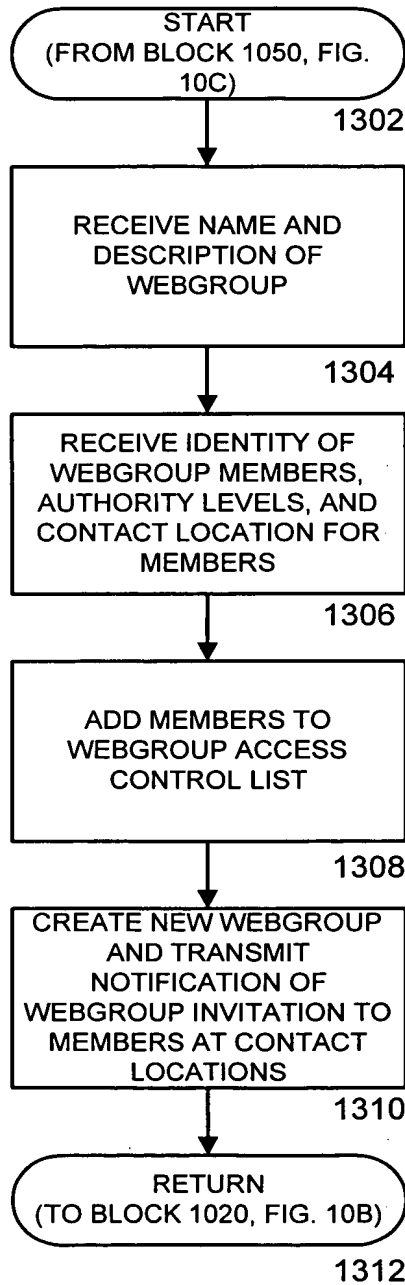 START
(FROM BLOCK 1050, FIG.
10C)
1302
RECEIVE NAME AND
DESCRIPTION OF
WEBGROUP
1304
RECEIVE IDENTITY OF
WEBGROUP MEMBERS,
AUTHORITY LEVELS, AND
CONTACT LOCATION FOR
MEMBERS
1306
ADD MEMBERS TO
WEBGROUP ACCESS
CONTROL LIST
1308
CREATE NEW WEBGROUP
AND TRANSMIT
NOTIFICATION OF
WEBGROUP INVITATION TO
MEMBERS AT CONTACT
LOCATIONS
1310
RETURN
(TO BLOCK 1020, FIG. 10B)
1312